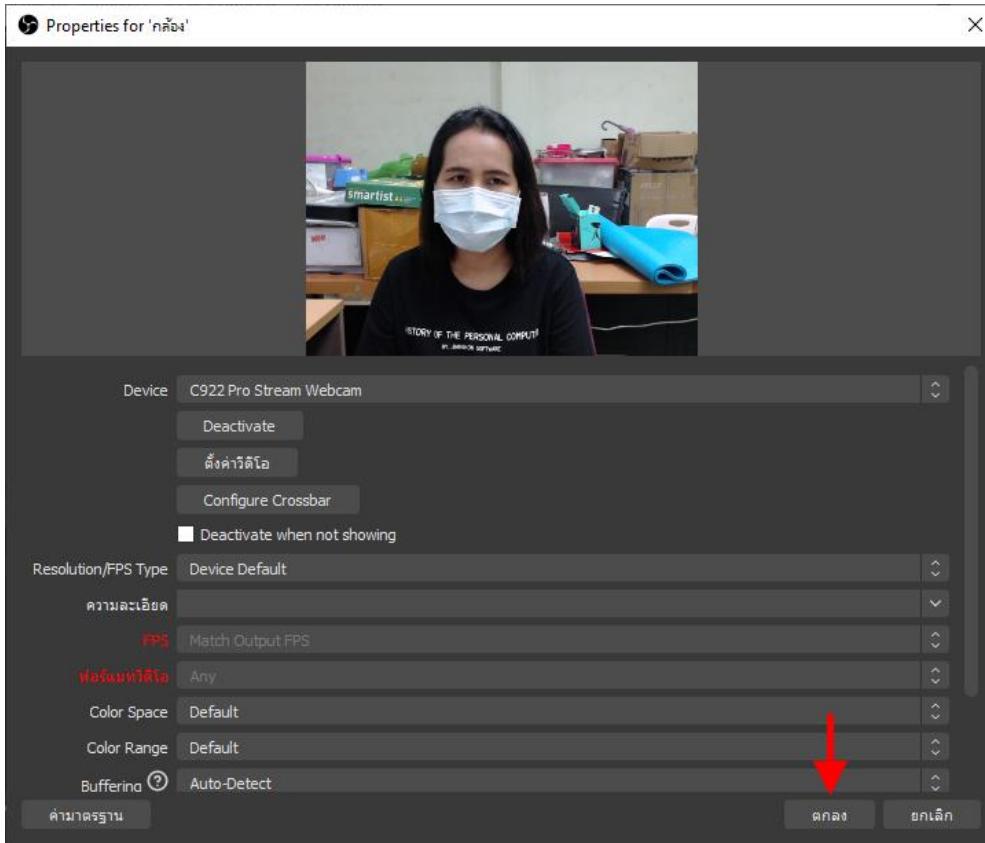 Properties for 'กล้อง'
smartist
ISTORY OF THE PERSONAL COMPUT
Device C922 Pro Stream Webcam
Deactivate
ตั้งค่าวีดีโอ
Configure Crossbar
Deactivate when not showing
Resolution/FPS Type Device Default
ความละเอียด
FPS Match Output FPS
ฟอร์แมทวีดีโอ Any
Color Space Default
Color Range Default
Buffering ? Auto-Detect
ค่ามาตรฐาน ตกลง ยกเลิก